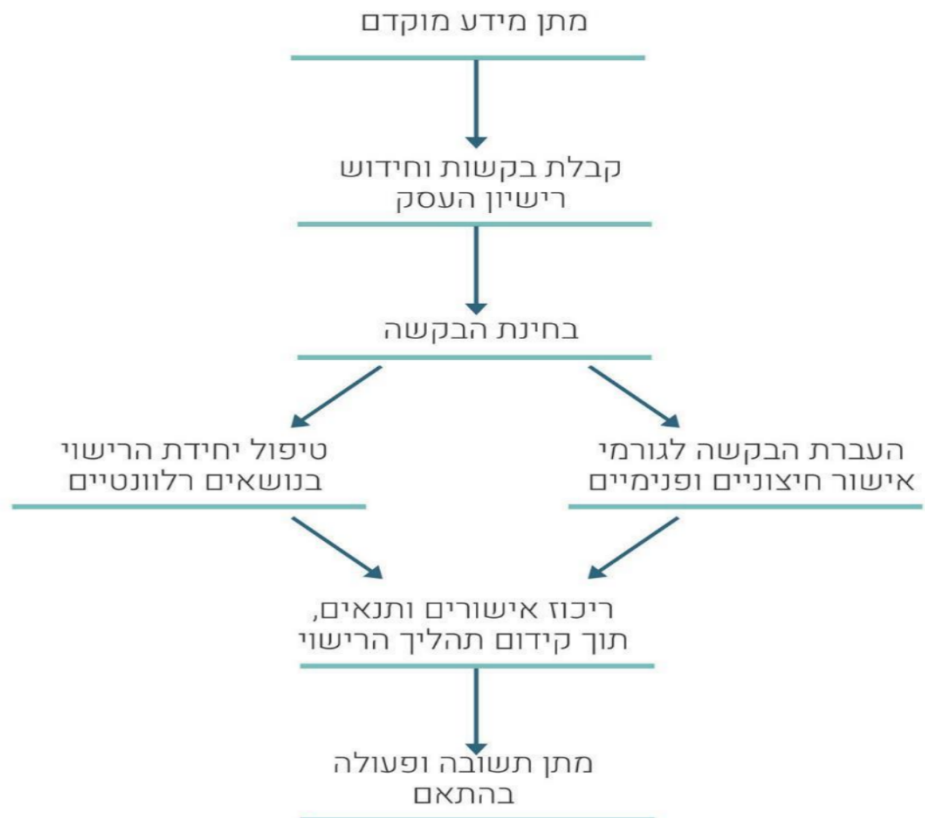 מתן מידע מוקדם
קבלת בקשות וחידוש
רישיון העסק
בחינת הבקשה
העברת הבקשה לגורמי
אישור חיצוניים ופנימיים
טיפול יחידת הרישוי
בנושאים רלוונטיים
ריכוז אישורים ותנאים,
תוך קידום תהליך הרישוי
מתן תשובה ופעולה
בהתאם